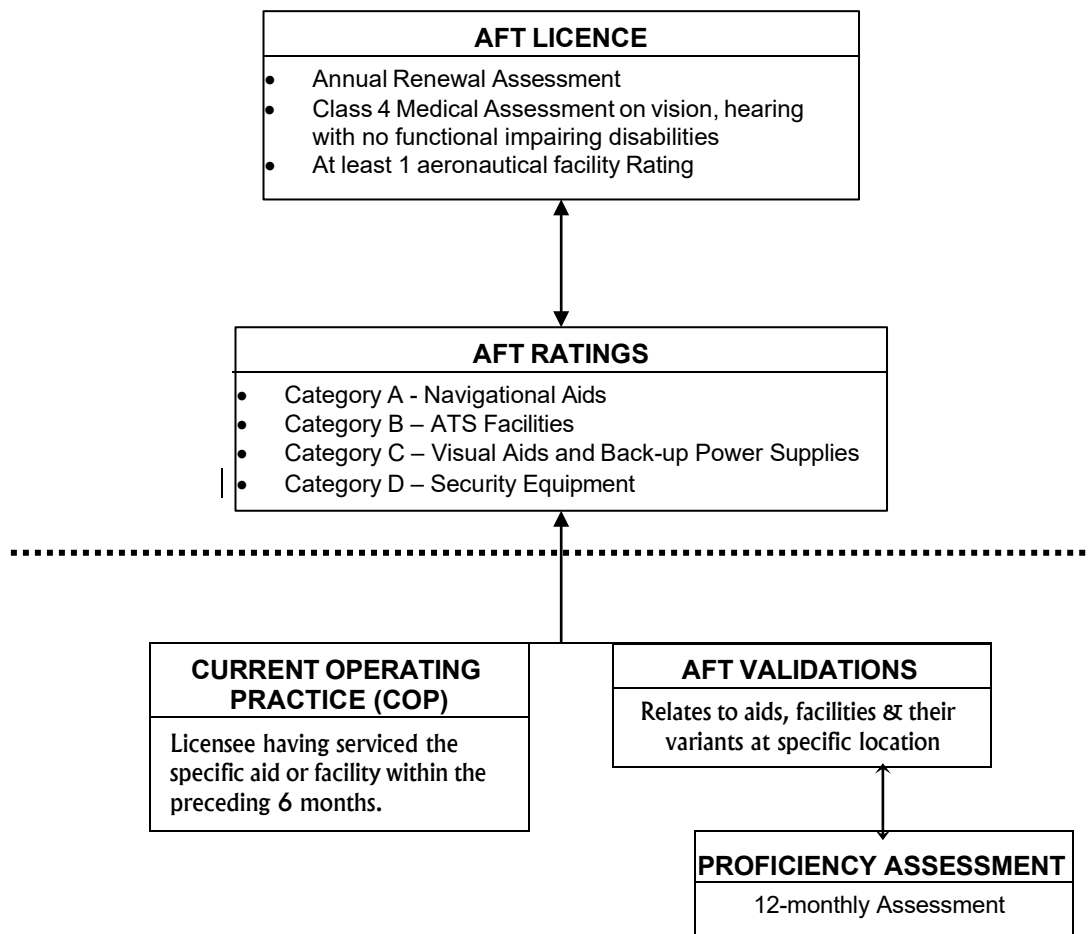 AFT LICENCE
• Annual Renewal Assessment
• Class 4 Medical Assessment on vision, hearing
with no functional impairing disabilities
• At least 1 aeronautical facility Rating
AFT RATINGS
• Category A - Navigational Aids
• Category B – ATS Facilities
• Category C – Visual Aids and Back-up Power Supplies
• Category D – Security Equipment
CURRENT OPERATING
PRACTICE (COP)
Licensee having serviced the
specific aid or facility within the
preceding 6 months.
AFT VALIDATIONS
Relates to aids, facilities & their
variants at specific location
PROFICIENCY ASSESSMENT
12-monthly Assessment